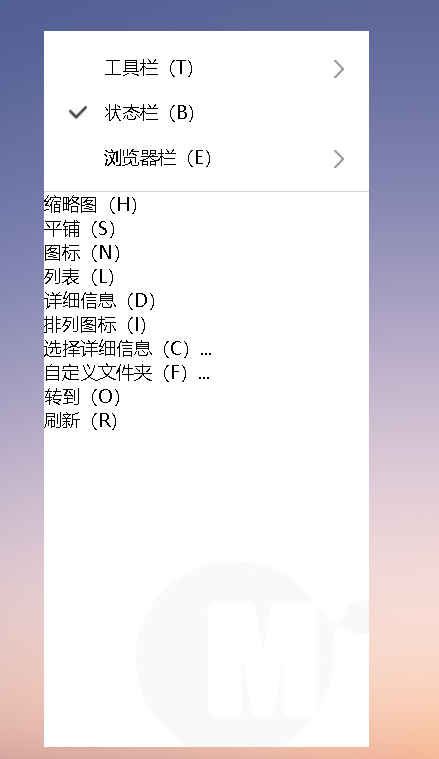 工具栏（T）
状态栏（B）
浏览器栏（E）
缩略图（H）
平铺（S）
图标（N）
列表（L）
详细信息（D）
排列图标（I）
选择详细信息（C）...
自定义文件夹（F）...
转到（O）
刷新（R）
M